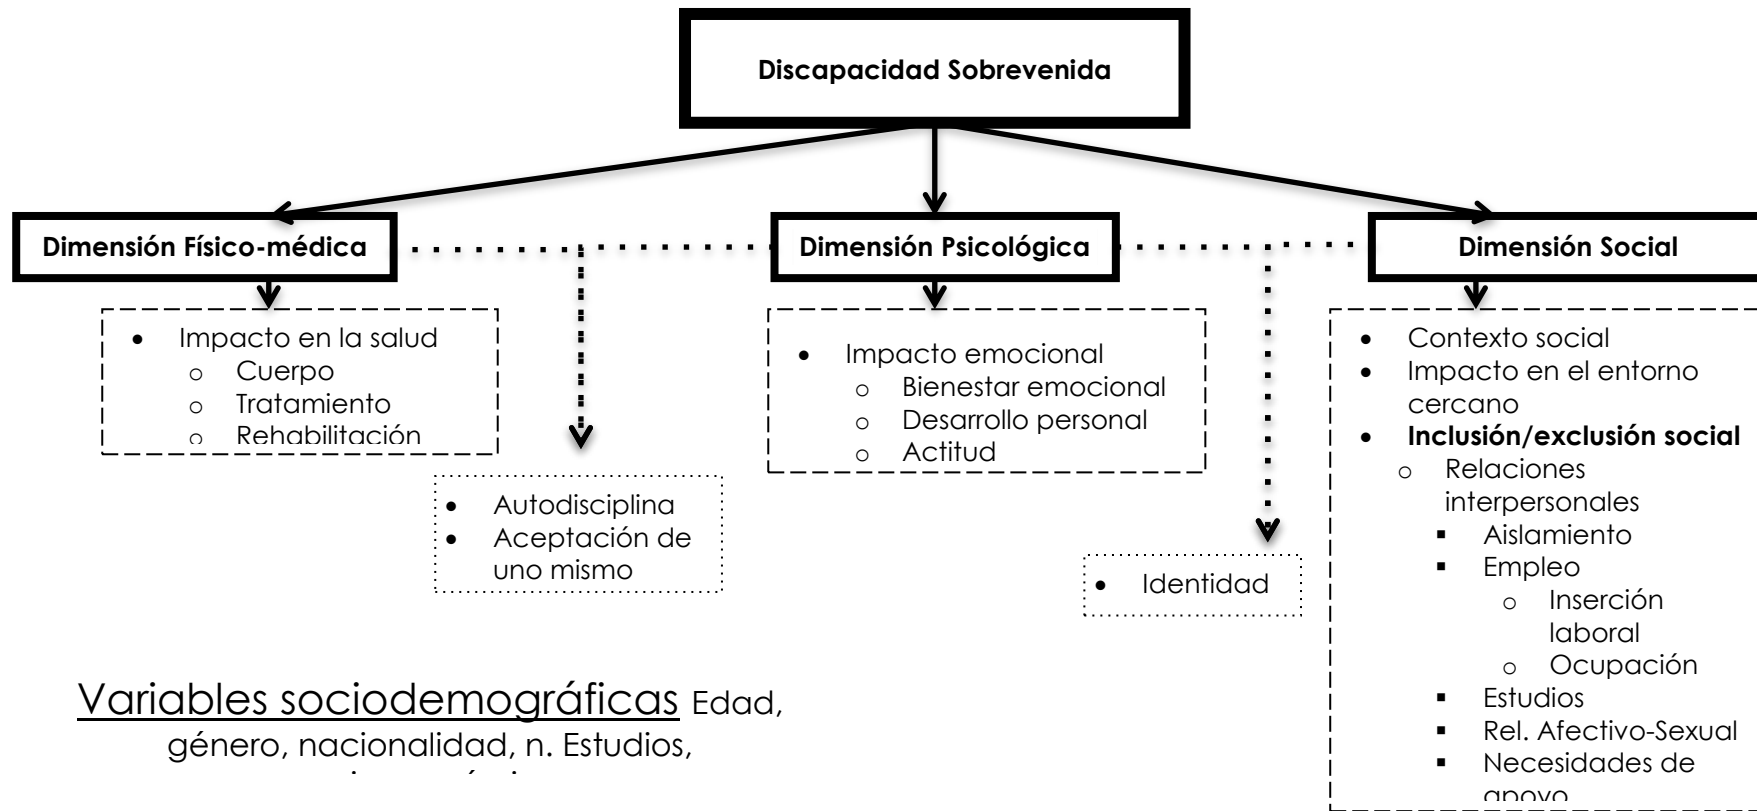 Discapacidad Sobrevenida
Dimensión Físico-médica
Dimensión Psicológica
Dimensión Social
• Impacto en la salud
o Cuerpo
o Tratamiento
o Rehabilitación
• Impacto emocional
o Bienestar emocional
o Desarrollo personal
o Actitud
• Contexto social
• Impacto en el entorno
cercano
• Inclusión/exclusión social
o Relaciones
interpersonales
▪ Aislamiento
▪ Empleo
o Inserción
laboral
o Ocupación
▪ Estudios
▪ Rel. Afectivo-Sexual
▪ Necesidades de
apoyo
• Autodisciplina
• Aceptación de
uno mismo
• Identidad
Variables sociodemográficas Edad,
género, nacionalidad, n. Estudios,